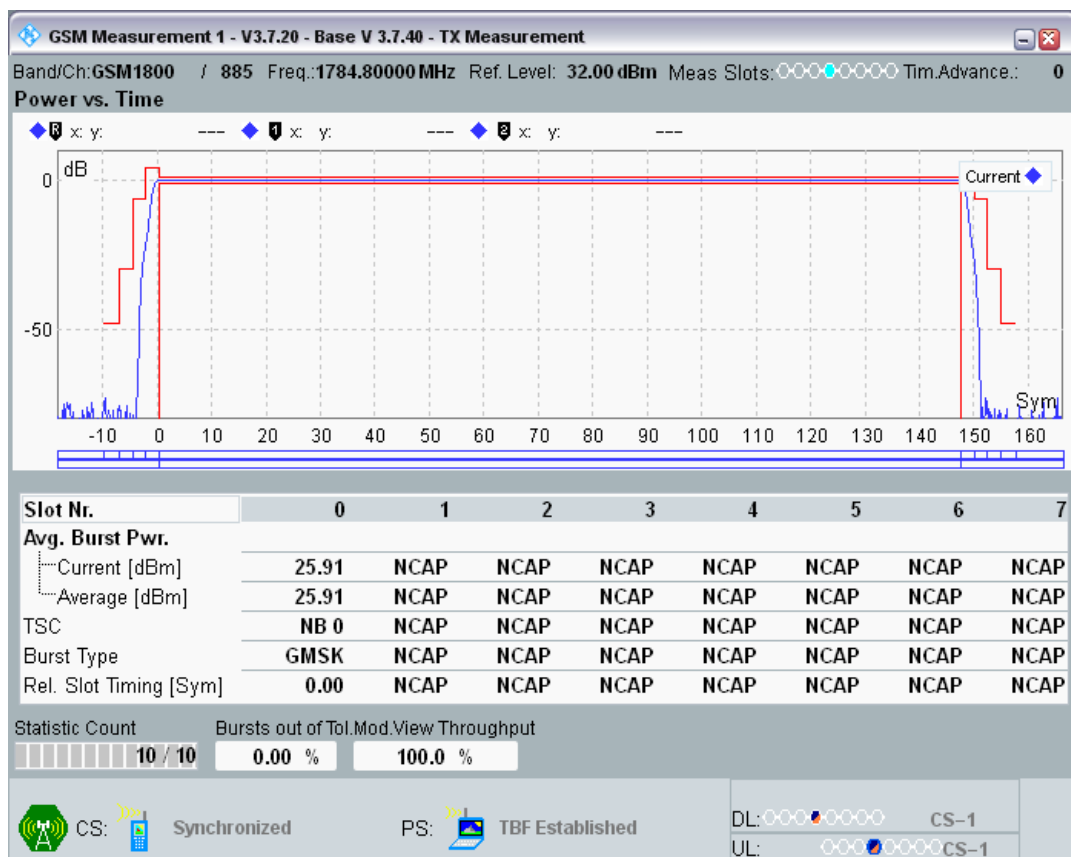 GSM Measurement 1 - V3.7.20 - Base V 3.7.40 - TX Measurement
Band/Ch:GSM1800 / 885 Freq.:1784.80000 MHz Ref. Level: 32.00 dBm Meas Slots: Tim.Advance.: 0
Power vs. Time
R x: y: --- 1 x: y: --- 2 x: y: ---
dB
Current
0
-50
Sym
-10 0 10 20 30 40 50 60 70 80 90 100 110 120 130 140 150 160
Slot Nr. 0 1 2 3 4 5 6 7
Avg. Burst Pwr.
Current [dBm] 25.91 NCAP NCAP NCAP NCAP NCAP NCAP NCAP
Average [dBm] 25.91 NCAP NCAP NCAP NCAP NCAP NCAP NCAP
TSC NB 0 NCAP NCAP NCAP NCAP NCAP NCAP NCAP
Burst Type GMSK NCAP NCAP NCAP NCAP NCAP NCAP NCAP
Rel. Slot Timing [Sym] 0.00 NCAP NCAP NCAP NCAP NCAP NCAP NCAP
Statistic Count Bursts out of Tol.Mod.View Throughput
10 / 10 0.00 % 100.0 %
CS: Synchronized PS: TBF Established DL: CS-1
UL: CS-1